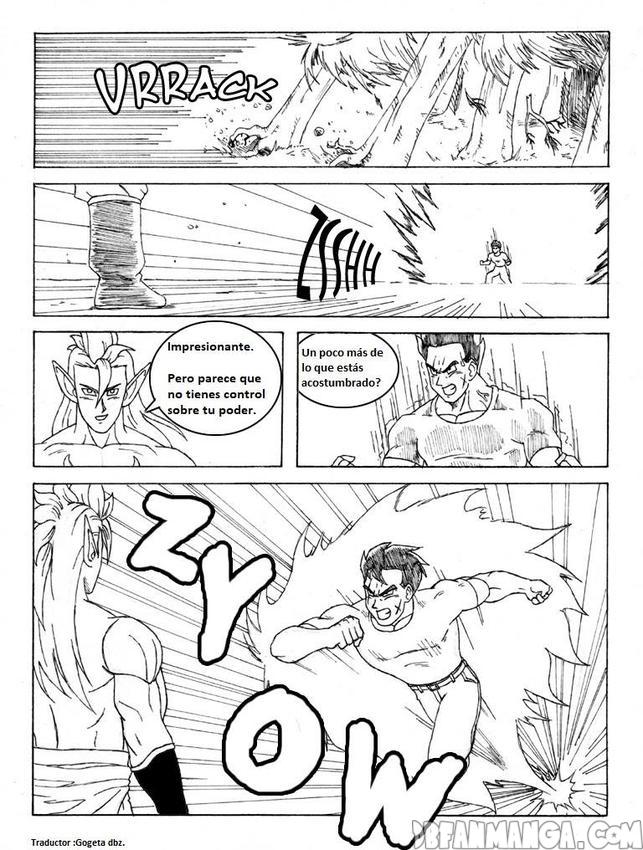 VRRACK
ZSSHH
Impresionante.
Pero parece que
no tienes control
sobre tu poder.
Un poco más de
lo que estás
acostumbrado?
ZYOW
Traductor :Gogeta dbz.
DBFANMANGA.COM